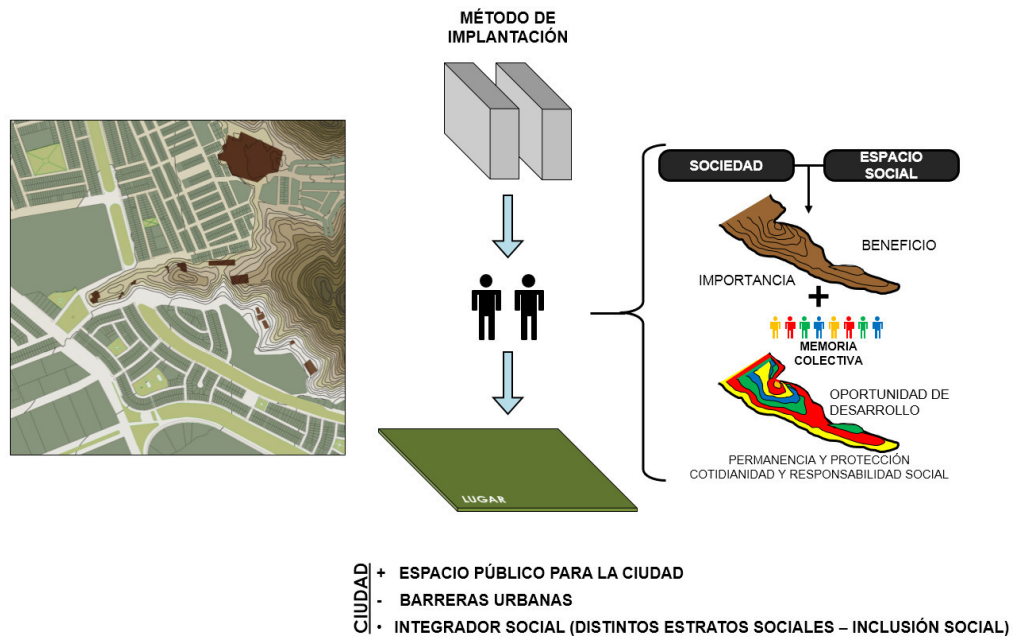 MÉTODO DE
IMPLANTACIÓN
SOCIEDAD
ESPACIO
SOCIAL
BENEFICIO
IMPORTANCIA
+
MEMORIA
COLECTIVA
OPORTUNIDAD DE
DESARROLLO
PERMANENCIA Y PROTECCIÓN
COTIDIANIDAD Y RESPONSABILIDAD SOCIAL
LUGAR
CIUDAD
+ ESPACIO PÚBLICO PARA LA CIUDAD
- BARRERAS URBANAS
• INTEGRADOR SOCIAL (DISTINTOS ESTRATOS SOCIALES – INCLUSIÓN SOCIAL)